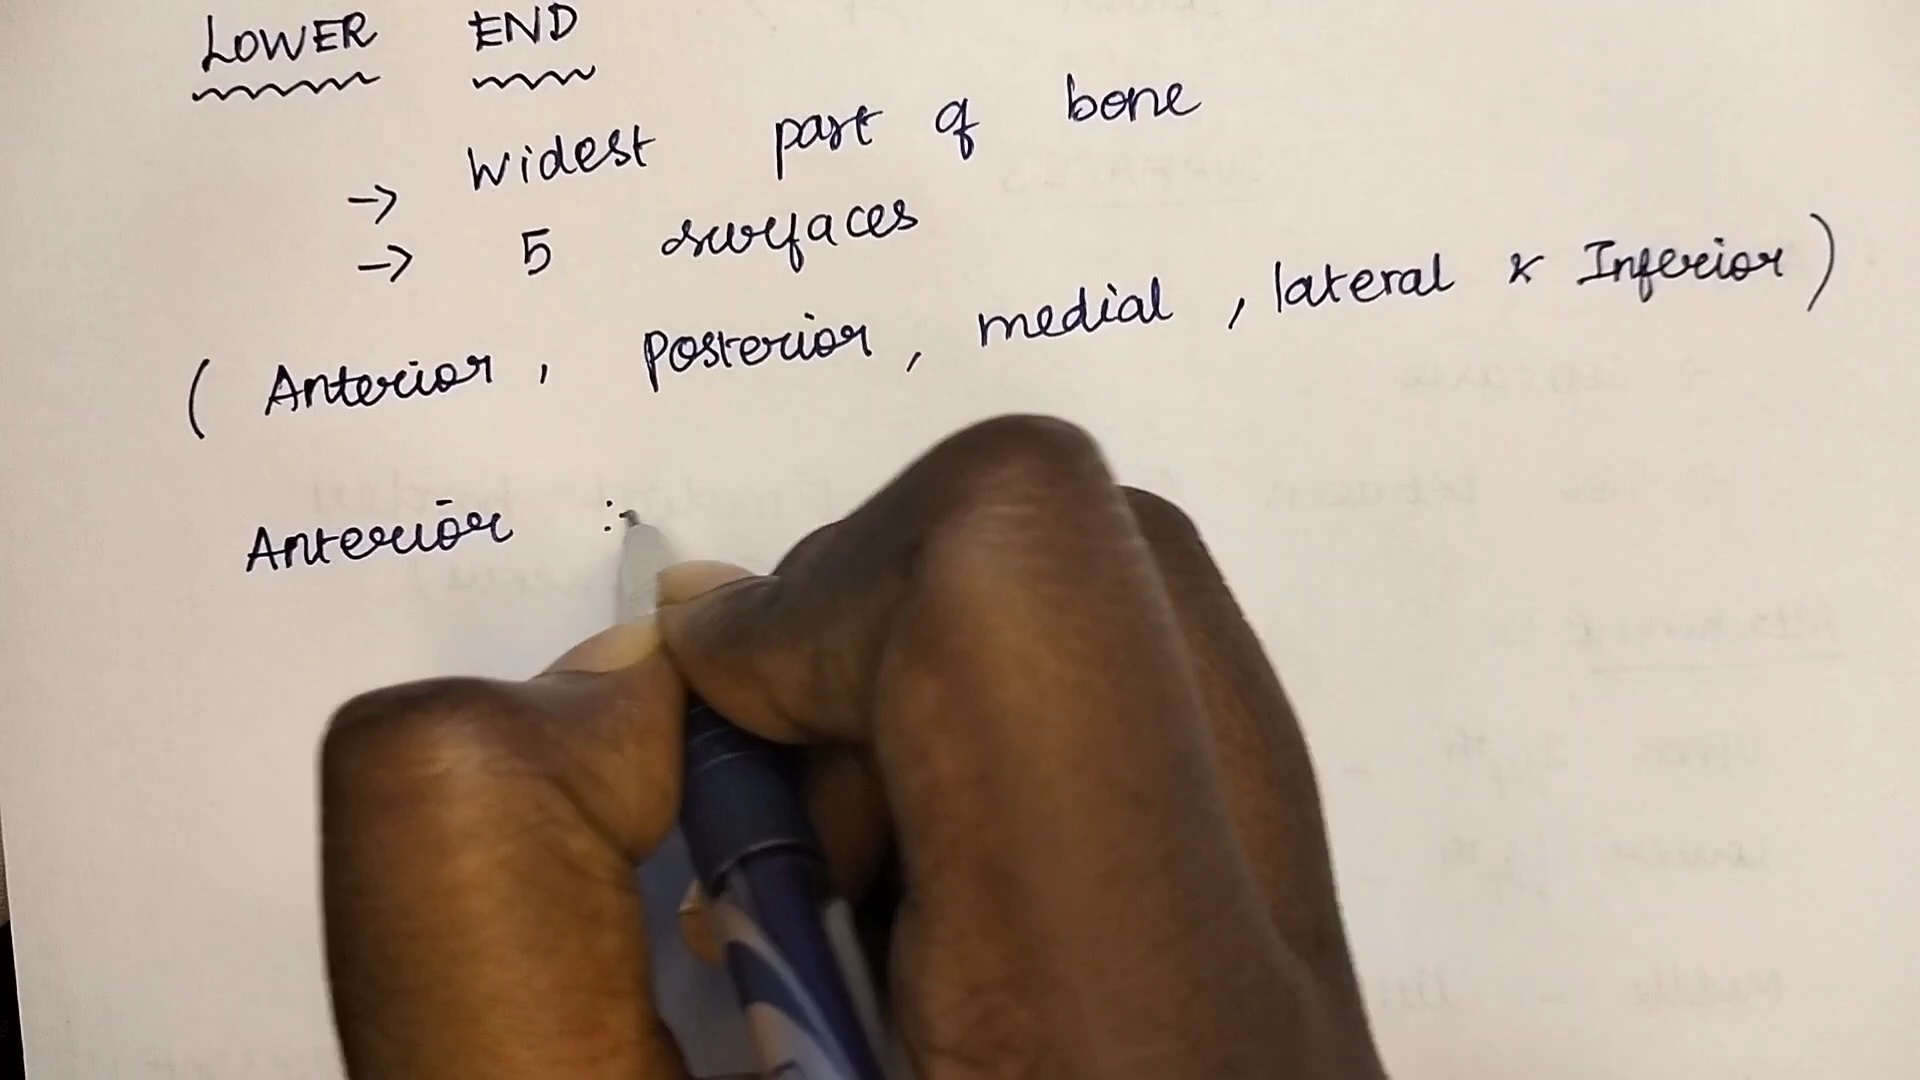 LOWER END
→ widest part of bone
→ 5 surfaces
( Anterior , posterior , medial , lateral & Inferior )
Anterior :-